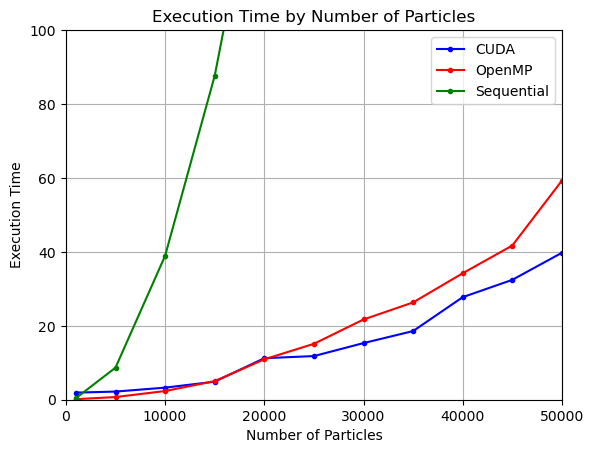 Execution Time by Number of Particles
100
80
60
40
20
0
Execution Time
CUDA
OpenMP
Sequential
0 10000 20000 30000 40000 50000
Number of Particles